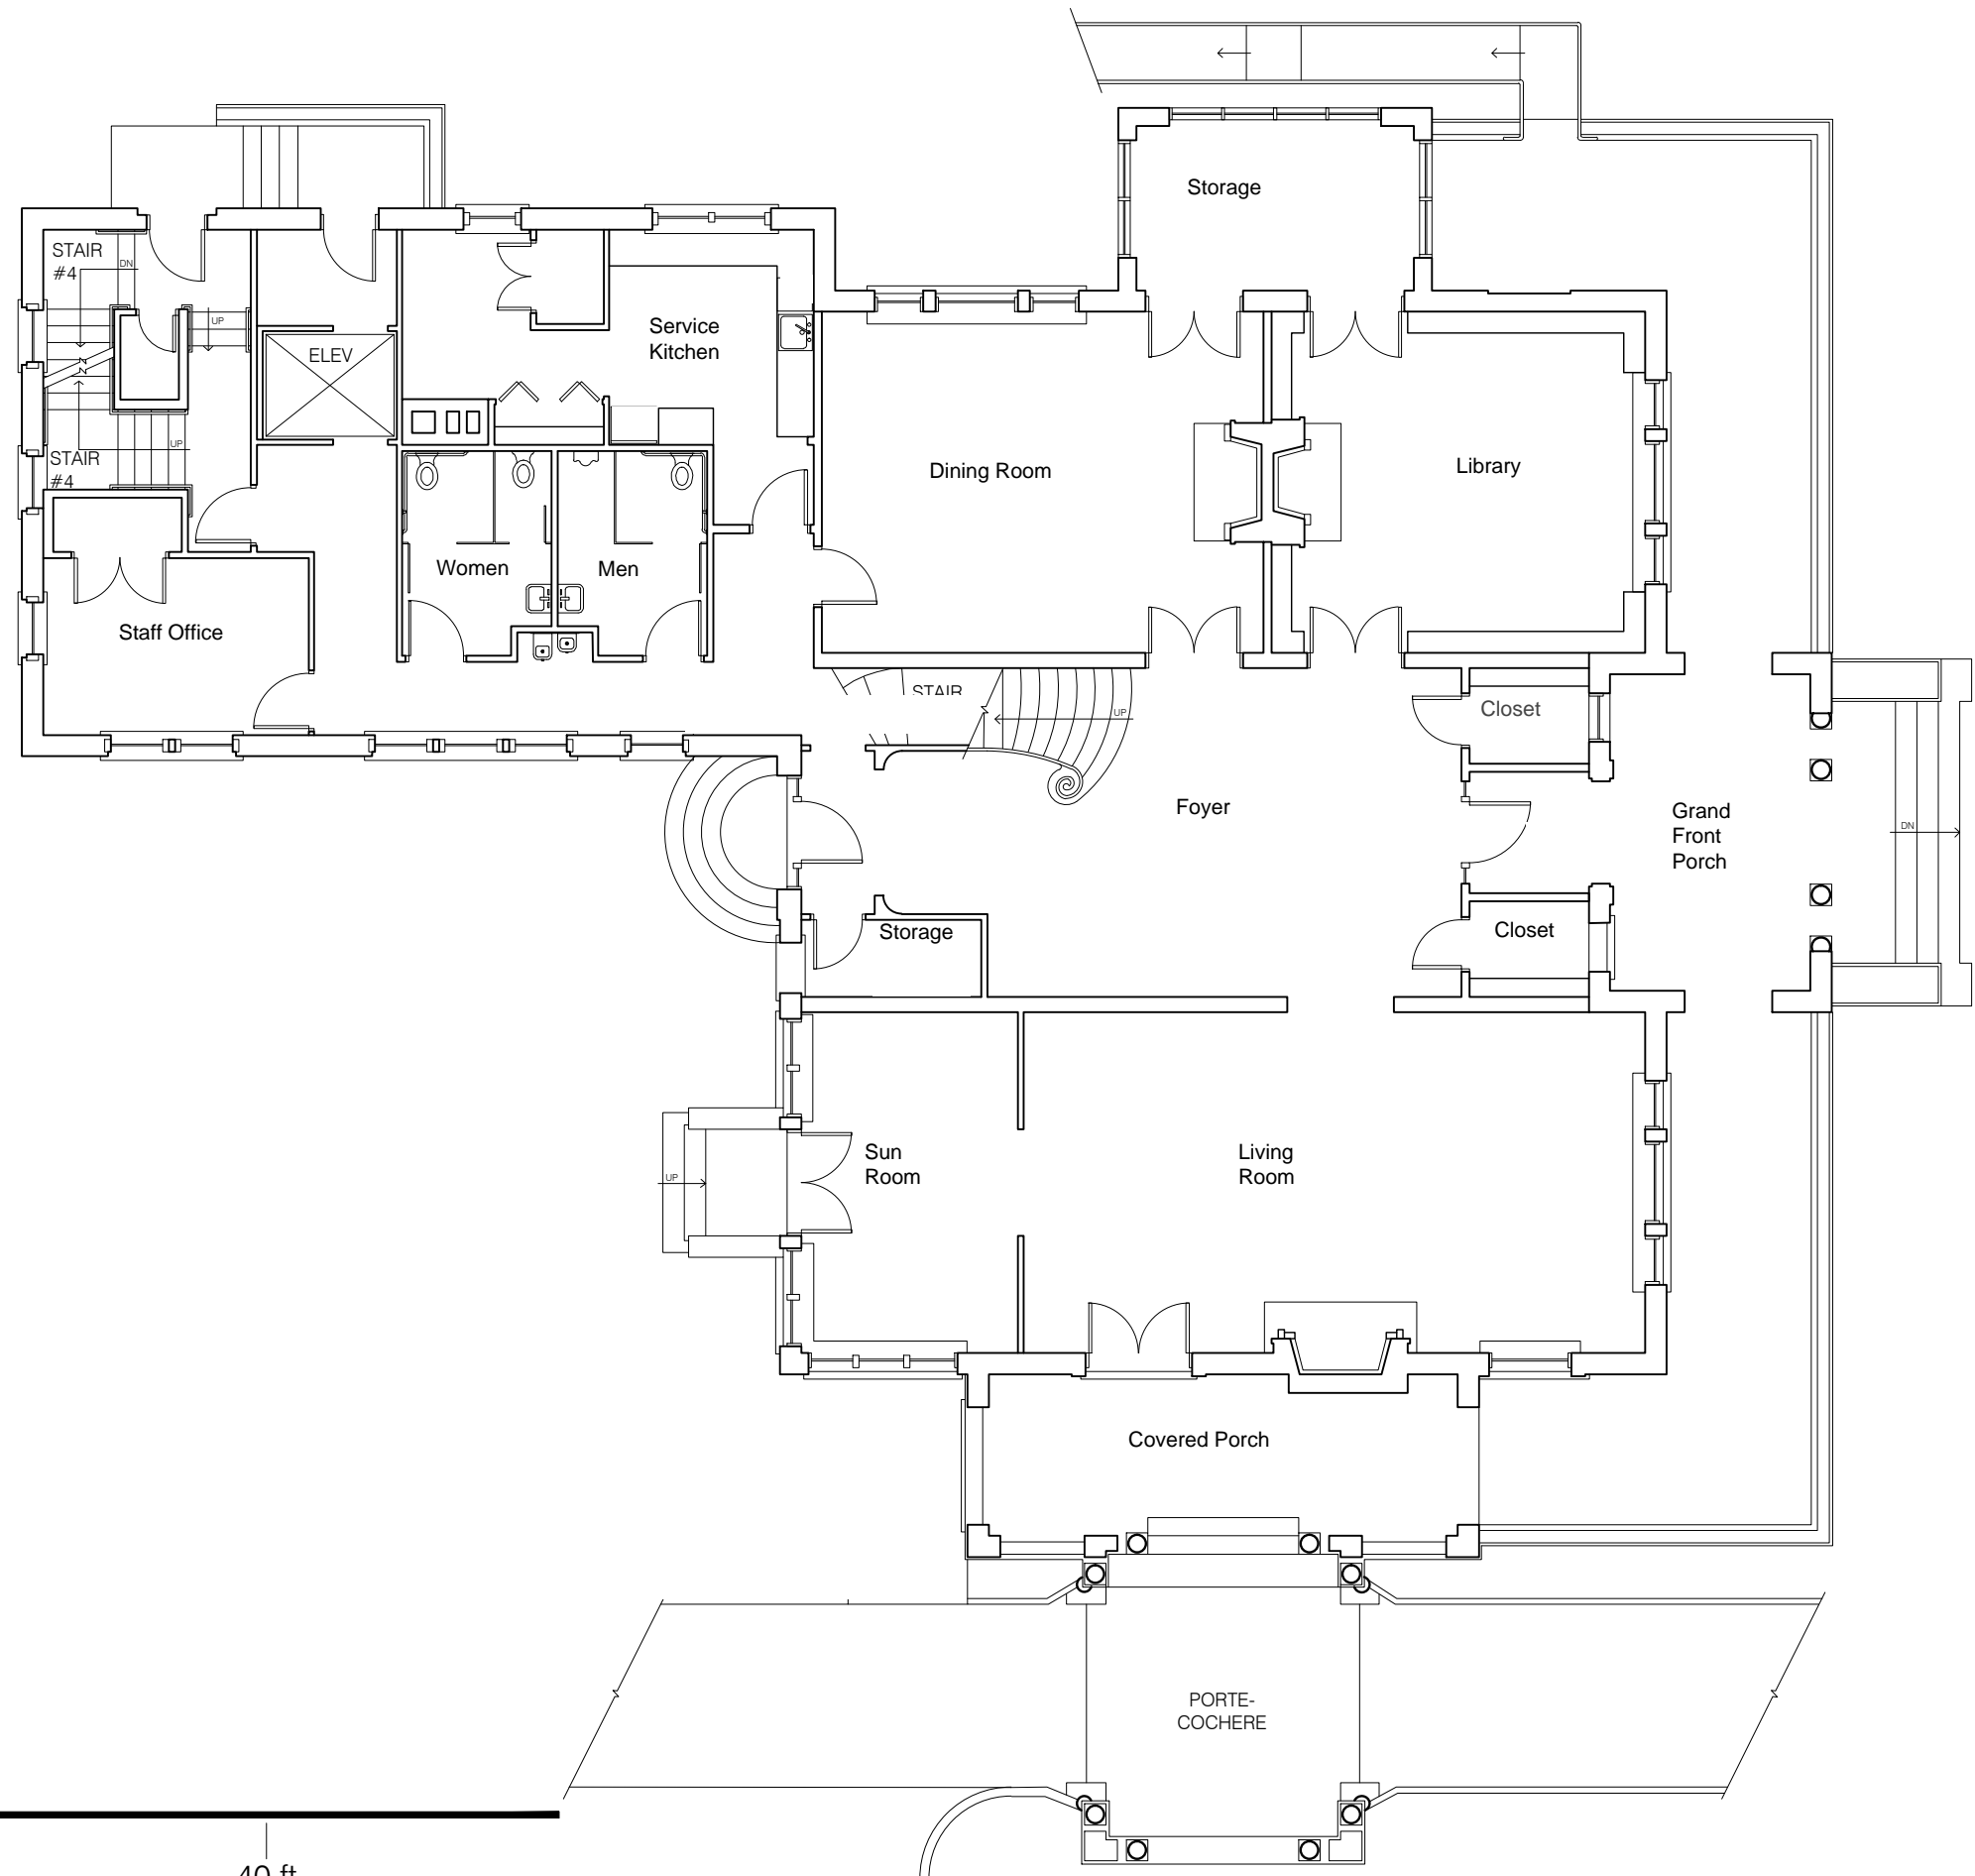 Storage
STAIR
#4
DN
UP
ELEV
Service
Kitchen
UP
STAIR
#4
Dining Room
Library
Women
Men
Staff Office
STAIR
UP
Closet
Foyer
Grand
Front
Porch
DN
Storage
Closet
Sun
Room
Living
Room
UP
Covered Porch
PORTE-
COCHERE
40 ft